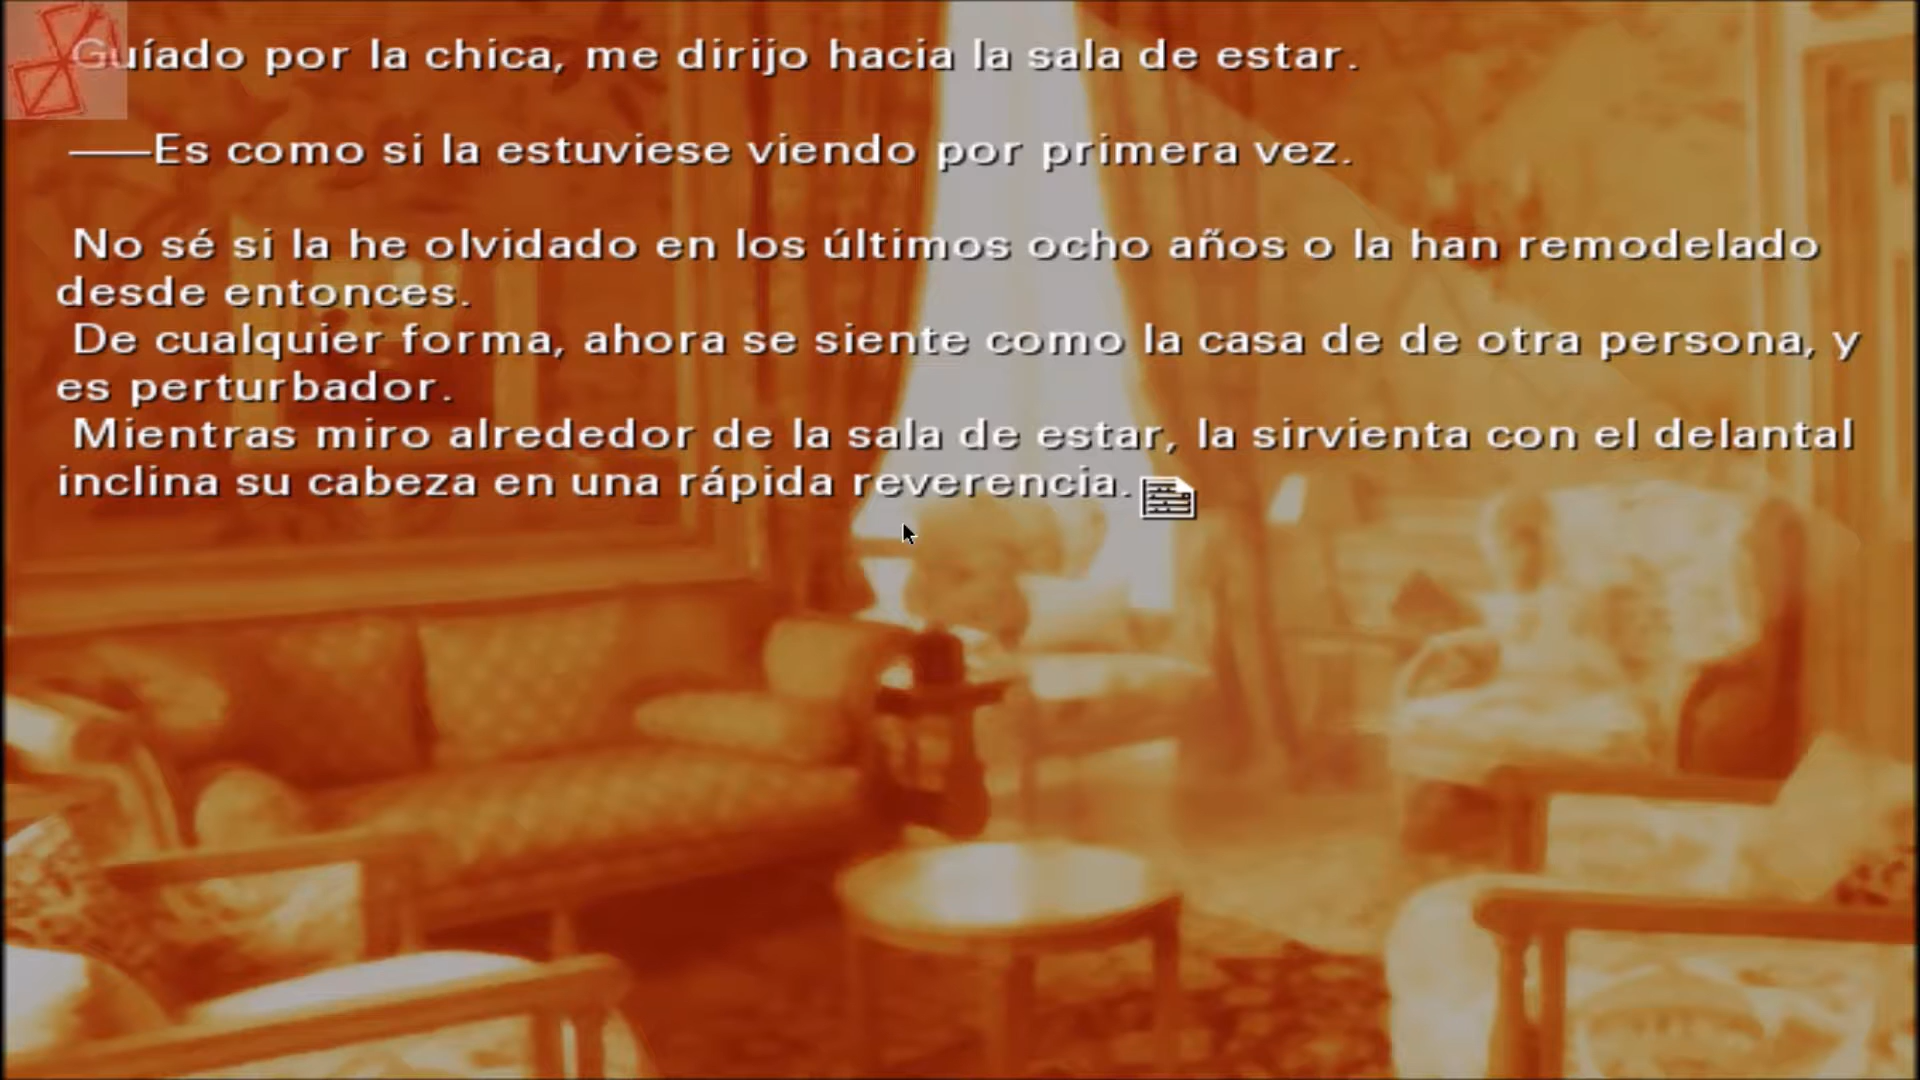 Guíado por la chica, me dirijo hacia la sala de estar.
——Es como si la estuviese viendo por primera vez.
No sé si la he olvidado en los últimos ocho años o la han remodelado
desde entonces.
De cualquier forma, ahora se siente como la casa de de otra persona, y
es perturbador.
Mientras miro alrededor de la sala de estar, la sirvienta con el delantal
inclina su cabeza en una rápida reverencia.